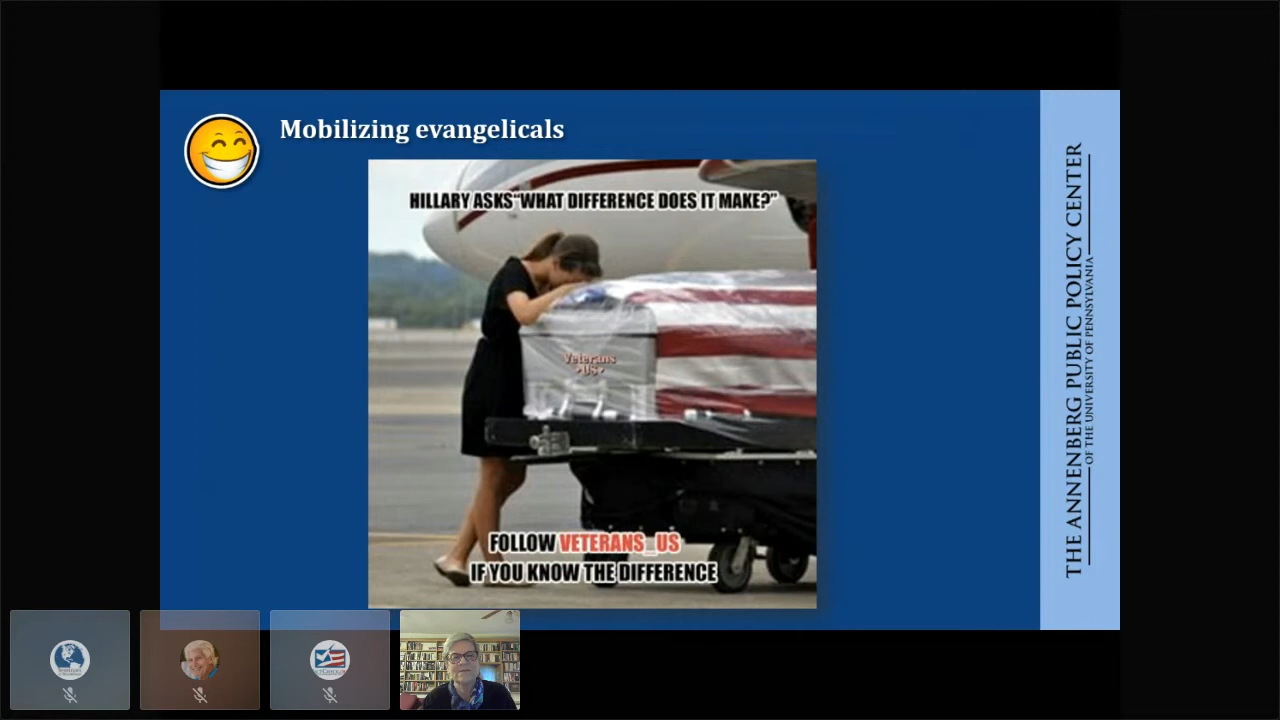 Mobilizing evangelicals
HILLARY ASKS "WHAT DIFFERENCE DOES IT MAKE?"
Veterans
US
FOLLOW VETERANS_US
IF YOU KNOW THE DIFFERENCE
THE ANNENBERG PUBLIC POLICY CENTER
OF THE UNIVERSITY OF PENNSYLVANIA